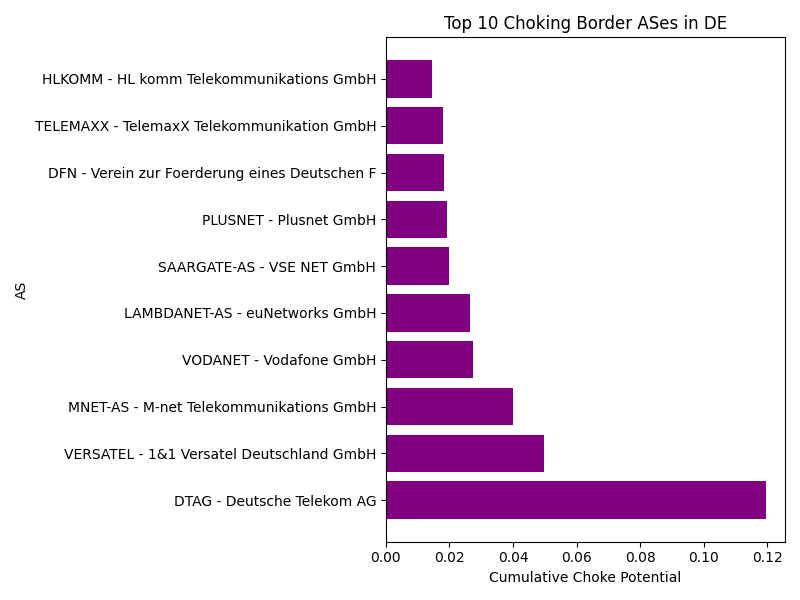 Top 10 Choking Border ASes in DE
HLKOMM - HL komm Telekommunikations GmbH
TELEMAXX - TelemaxX Telekommunikation GmbH
DFN - Verein zur Foerderung eines Deutschen F
PLUSNET - Plusnet GmbH
SAARGATE-AS - VSE NET GmbH
LAMBDANET-AS - euNetworks GmbH
VODANET - Vodafone GmbH
MNET-AS - M-net Telekommunikations GmbH
VERSATEL - 1&1 Versatel Deutschland GmbH
DTAG - Deutsche Telekom AG
AS
0.00 0.02 0.04 0.06 0.08 0.10 0.12
Cumulative Choke Potential